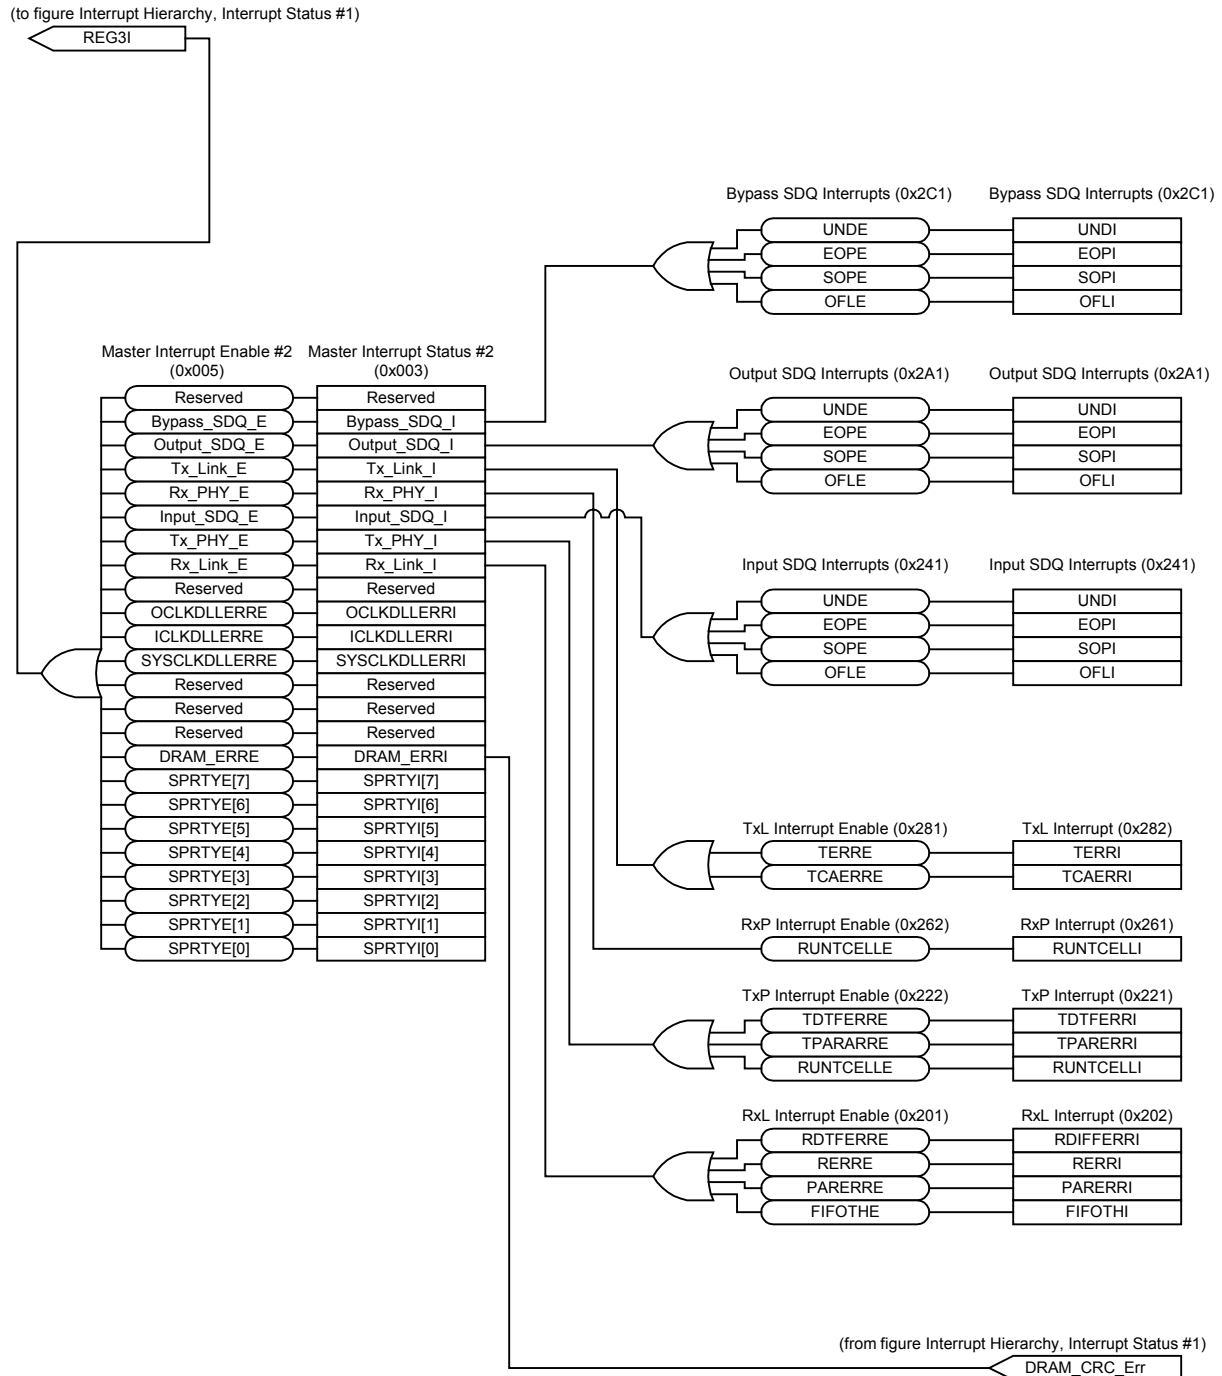 (to figure Interrupt Hierarchy, Interrupt Status #1)
REG3I
Bypass SDQ Interrupts (0x2C1) Bypass SDQ Interrupts (0x2C1)
UNDE UNDI
EOPE EOPI
SOPE SOPI
OFLE OFLI
Master Interrupt Enable #2 Master Interrupt Status #2
(0x005) (0x003)
Reserved Reserved
Bypass_SDQ_E Bypass_SDQ_I
Output_SDQ_E Output_SDQ_I
Tx_Link_E Tx_Link_I
Rx_PHY_E Rx_PHY_I
Input_SDQ_E Input_SDQ_I
Tx_PHY_E Tx_PHY_I
Rx_Link_E Rx_Link_I
Reserved Reserved
OCLKDLLERRE OCLKDLLERRI
ICLKDLLERRE ICLKDLLERRI
SYSCLKDLLERRE SYSCLKDLLERRI
Reserved Reserved
Reserved Reserved
Reserved Reserved
DRAM_ERRE DRAM_ERRI
SPRTYE[7] SPRTYI[7]
SPRTYE[6] SPRTYI[6]
SPRTYE[5] SPRTYI[5]
SPRTYE[4] SPRTYI[4]
SPRTYE[3] SPRTYI[3]
SPRTYE[2] SPRTYI[2]
SPRTYE[1] SPRTYI[1]
SPRTYE[0] SPRTYI[0]
Output SDQ Interrupts (0x2A1) Output SDQ Interrupts (0x2A1)
UNDE UNDI
EOPE EOPI
SOPE SOPI
OFLE OFLI
Input SDQ Interrupts (0x241) Input SDQ Interrupts (0x241)
UNDE UNDI
EOPE EOPI
SOPE SOPI
OFLE OFLI
TxL Interrupt Enable (0x281) TxL Interrupt (0x282)
TERRE TERRI
TCAERRE TCAERRI
RxP Interrupt Enable (0x262) RxP Interrupt (0x261)
RUNTCELLE RUNTCELLI
TxP Interrupt Enable (0x222) TxP Interrupt (0x221)
TDTFERRE TDTFERRI
TPARARRE TPARERRI
RUNTCELLE RUNTCELLI
RxL Interrupt Enable (0x201) RxL Interrupt (0x202)
RDTFERRE RDIFFERRI
RERRE RERRI
PARERRE PARERRI
FIFOTHE FIFOTHI
(from figure Interrupt Hierarchy, Interrupt Status #1)
DRAM_CRC_Err